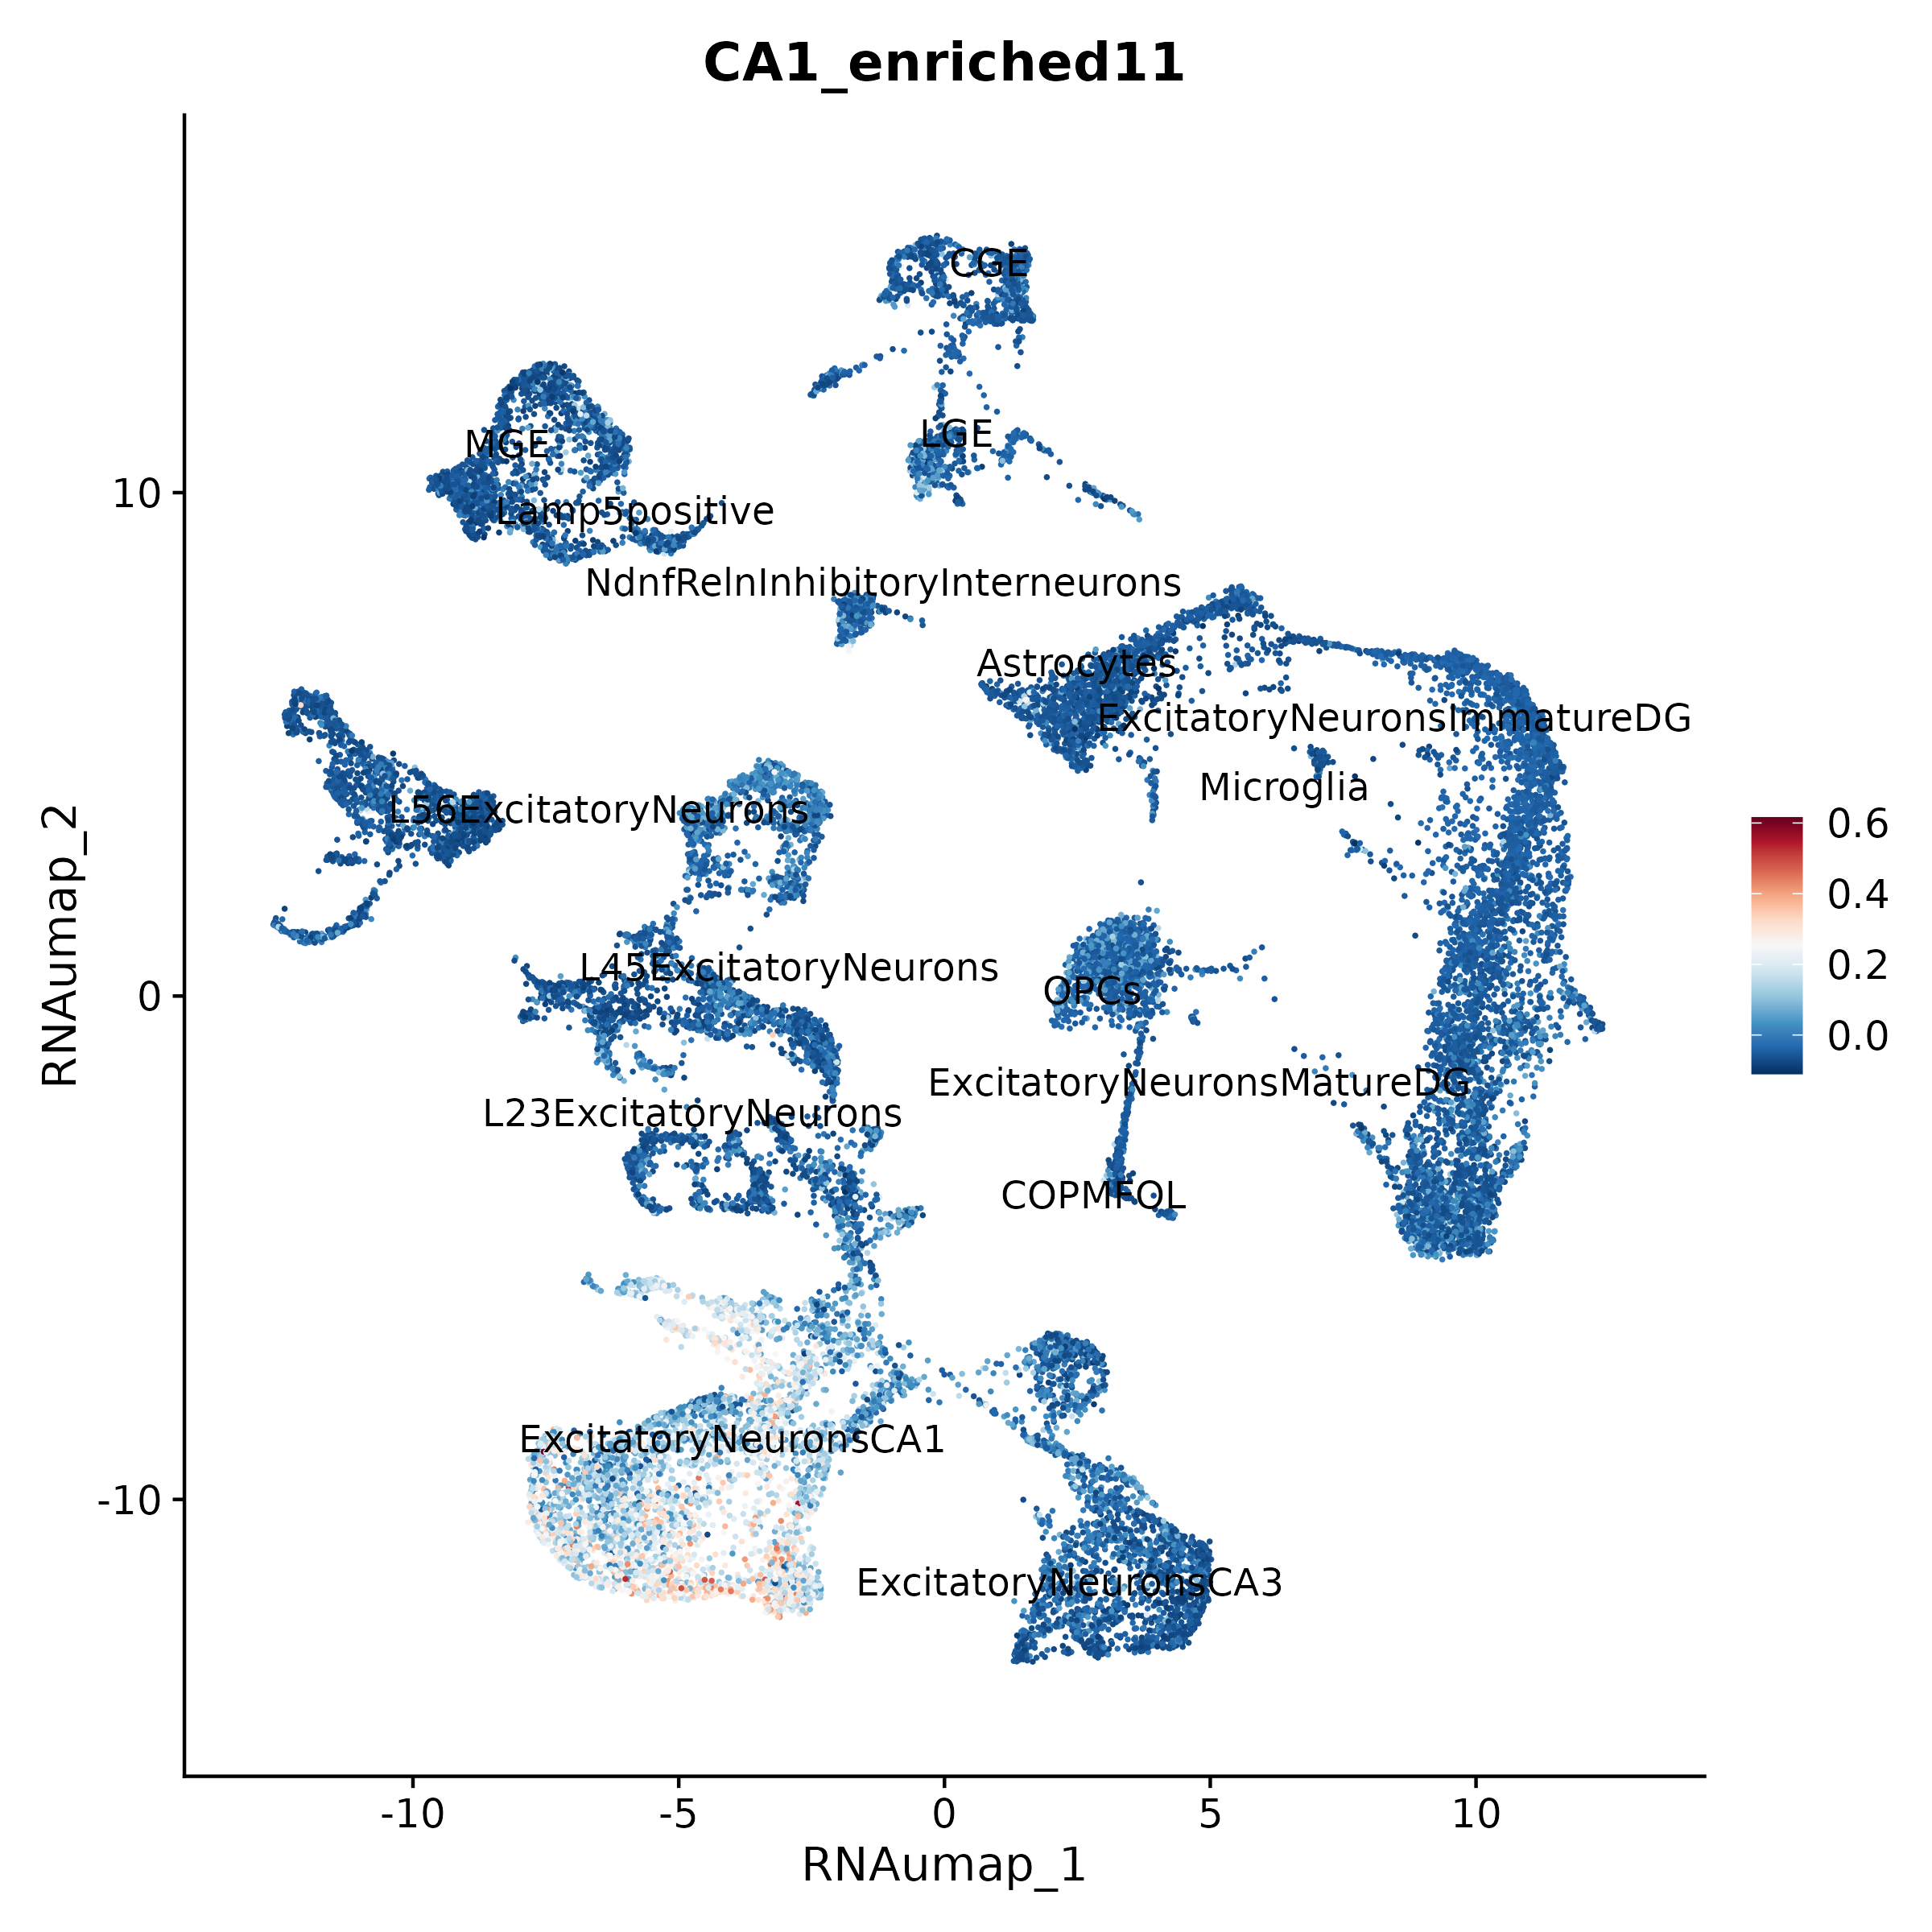 CA1_enriched11
CGE
LGE
MGE
10
Lamp5positive
NdnfRelnInhibitoryInterneurons
Astrocytes
ExcitatoryNeuronsImmatureDG
Microglia
L56ExcitatoryNeurons
0.6
0.4
0.2
0.0
RNAumap_2
L45ExcitatoryNeurons
OPCs
0
ExcitatoryNeuronsMatureDG
L23ExcitatoryNeurons
COPMFOL
ExcitatoryNeuronsCA1
-10
ExcitatoryNeuronsCA3
-10 -5 0 5 10
RNAumap_1